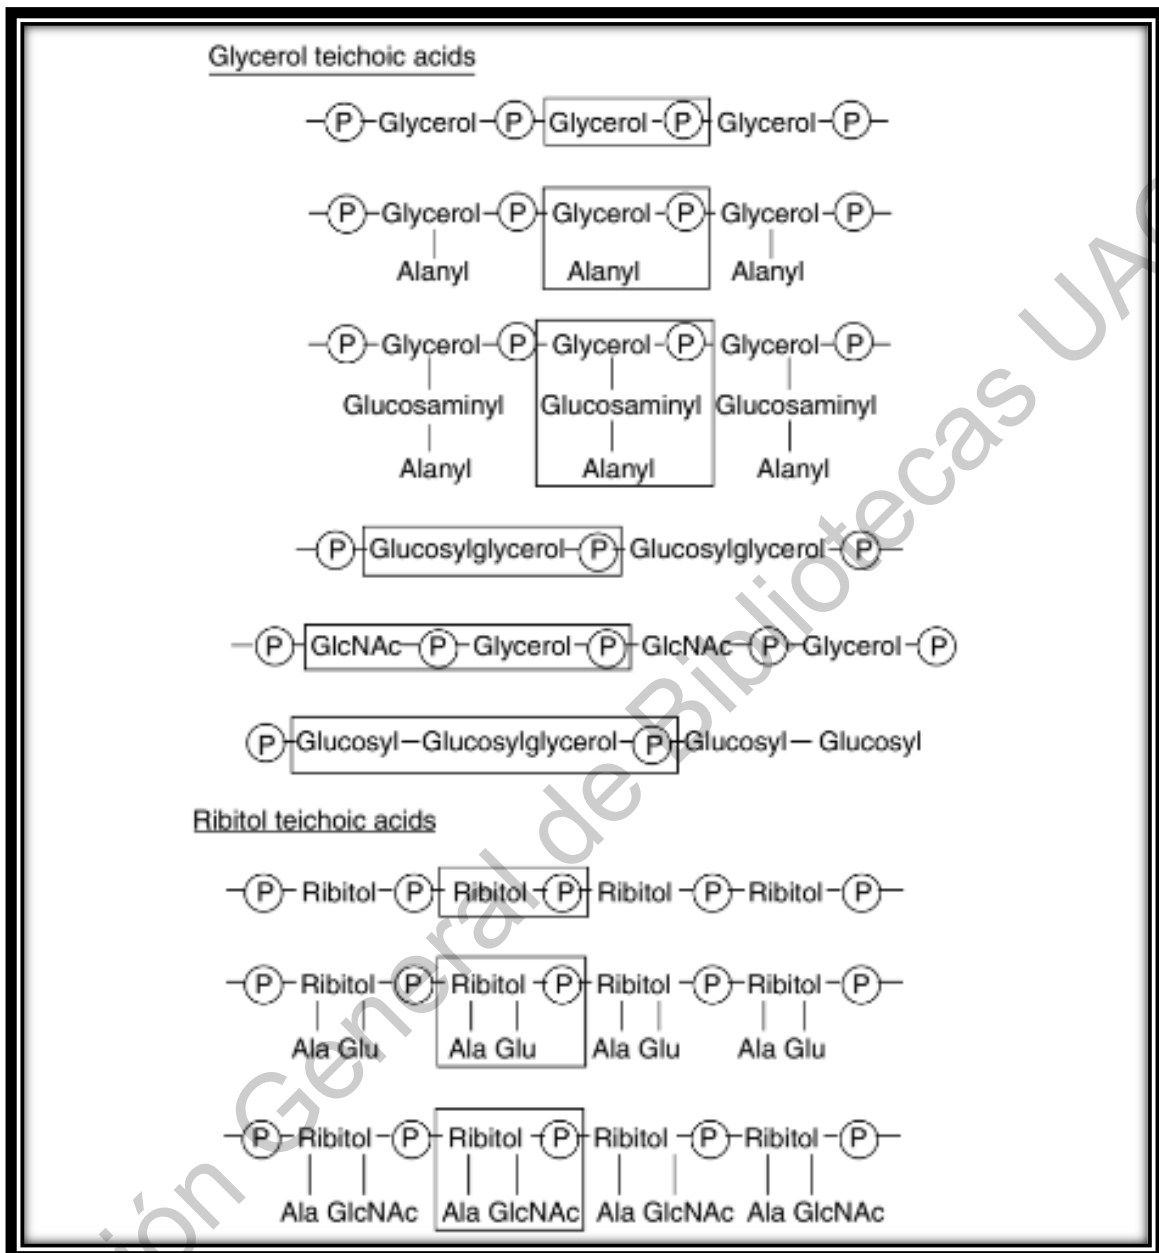 Glycerol teichoic acids
P Glycerol P Glycerol P Glycerol P
P Glycerol P Glycerol P Glycerol P
Alanyl Alanyl Alanyl
P Glycerol P Glycerol P Glycerol P
Glucosaminyl Glucosaminyl Glucosaminyl
Alanyl Alanyl Alanyl
P Glucosylglycerol P Glucosylglycerol P
P GlcNAc P Glycerol P GlcNAc P Glycerol P
P Glucosyl Glucosylglycerol P Glucosyl Glucosyl
Ribitol teichoic acids
P Ribitol P Ribitol P Ribitol P Ribitol P
P Ribitol P Ribitol P Ribitol P Ribitol P
Ala Glu Ala Glu Ala Glu Ala Glu
P Ribitol P Ribitol P Ribitol P Ribitol P
Ala GlcNAc Ala GlcNAc Ala GlcNAc Ala GlcNAc
General de Bibliotecas